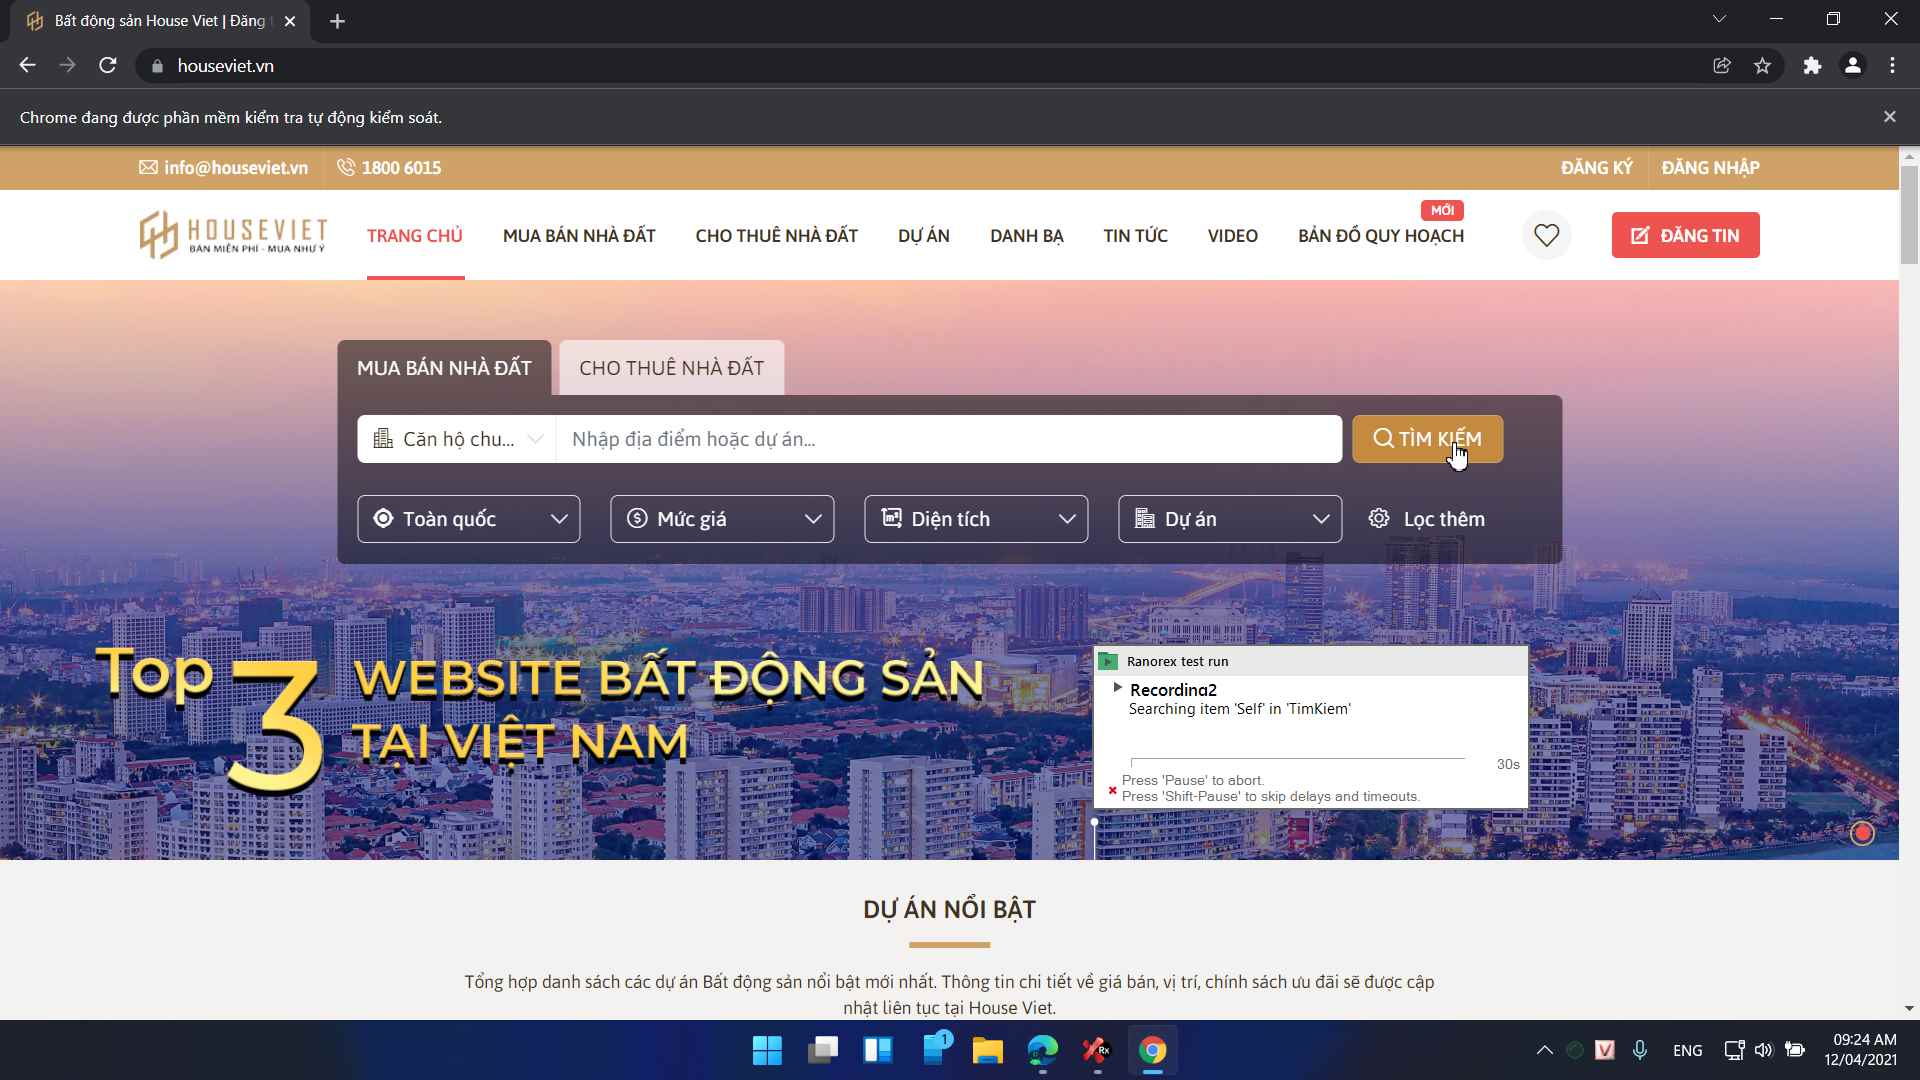 Bất động sản House Viet | Đăng t
houseviet.vn
Chrome đang được phần mềm kiểm tra tự động kiểm soát.
info@houseviet.vn
1800 6015
ĐĂNG KÝ
ĐĂNG NHẬP
HOUSEVIET
BÁN MIỄN PHÍ - MUA NHƯ Ý
TRANG CHỦ
MUA BÁN NHÀ ĐẤT
CHO THUÊ NHÀ ĐẤT
DỰ ÁN
DANH BẠ
TIN TỨC
VIDEO
MỚI
BẢN ĐỒ QUY HOẠCH
ĐĂNG TIN
MUA BÁN NHÀ ĐẤT
CHO THUÊ NHÀ ĐẤT
Căn hộ chu...
Nhập địa điểm hoặc dự án...
TÌM KIẾM
Toàn quốc
Mức giá
Diện tích
Dự án
Lọc thêm
Top 3 WEBSITE BẤT ĐỘNG SẢN
TẠI VIỆT NAM
Ranorex test run
Recording2
Searching item 'Self' in 'TimKiem'
30s
Press 'Pause' to abort.
Press 'Shift-Pause' to skip delays and timeouts.
DỰ ÁN NỔI BẬT
Tổng hợp danh sách các dự án Bất động sản nổi bật mới nhất. Thông tin chi tiết về giá bán, vị trí, chính sách ưu đãi sẽ được cập
nhật liên tục tại House Viet.
1
Rx
V
ENG
09:24 AM
12/04/2021